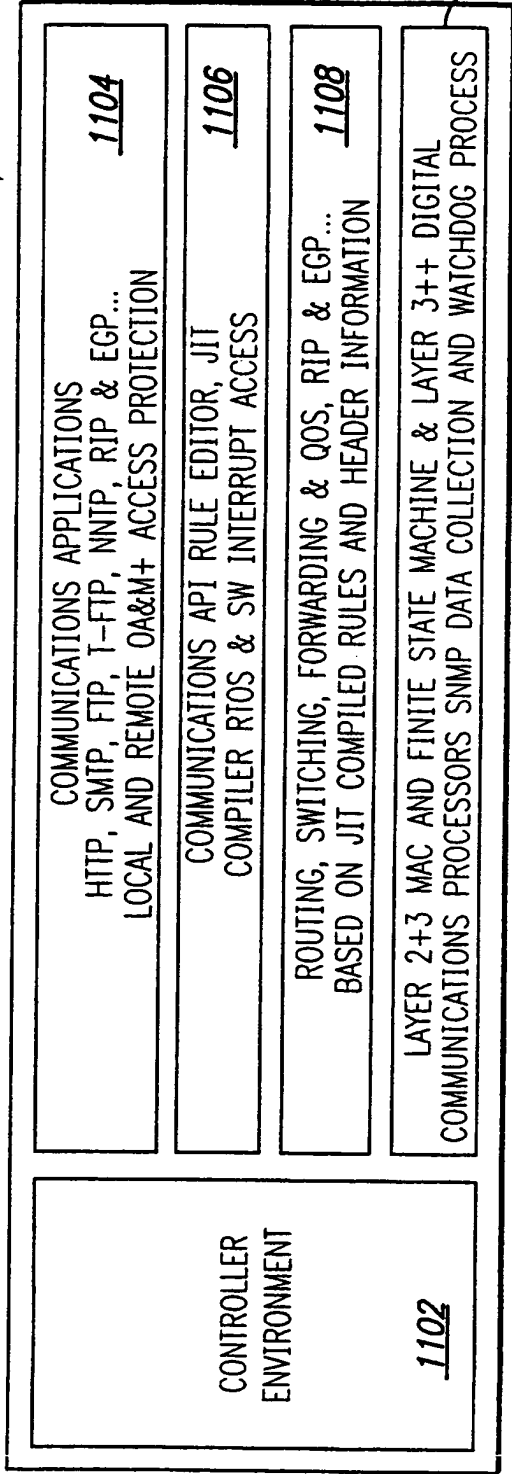 CONTROLLER
ENVIRONMENT
1102
COMMUNICATIONS APPLICATIONS
HTTP, SMTP, FTP, T-FTP, NNTP, RIP & EGP...
LOCAL AND REMOTE OA&M+ ACCESS PROTECTION
1104
COMMUNICATIONS API RULE EDITOR, JIT
COMPILER RTOS & SW INTERRUPT ACCESS
1106
ROUTING, SWITCHING, FORWARDING & QOS, RIP & EGP...
BASED ON JIT COMPILED RULES AND HEADER INFORMATION
1108
LAYER 2+3 MAC AND FINITE STATE MACHINE & LAYER 3++ DIGITAL
COMMUNICATIONS PROCESSORS SNMP DATA COLLECTION AND WATCHDOG PROCESS